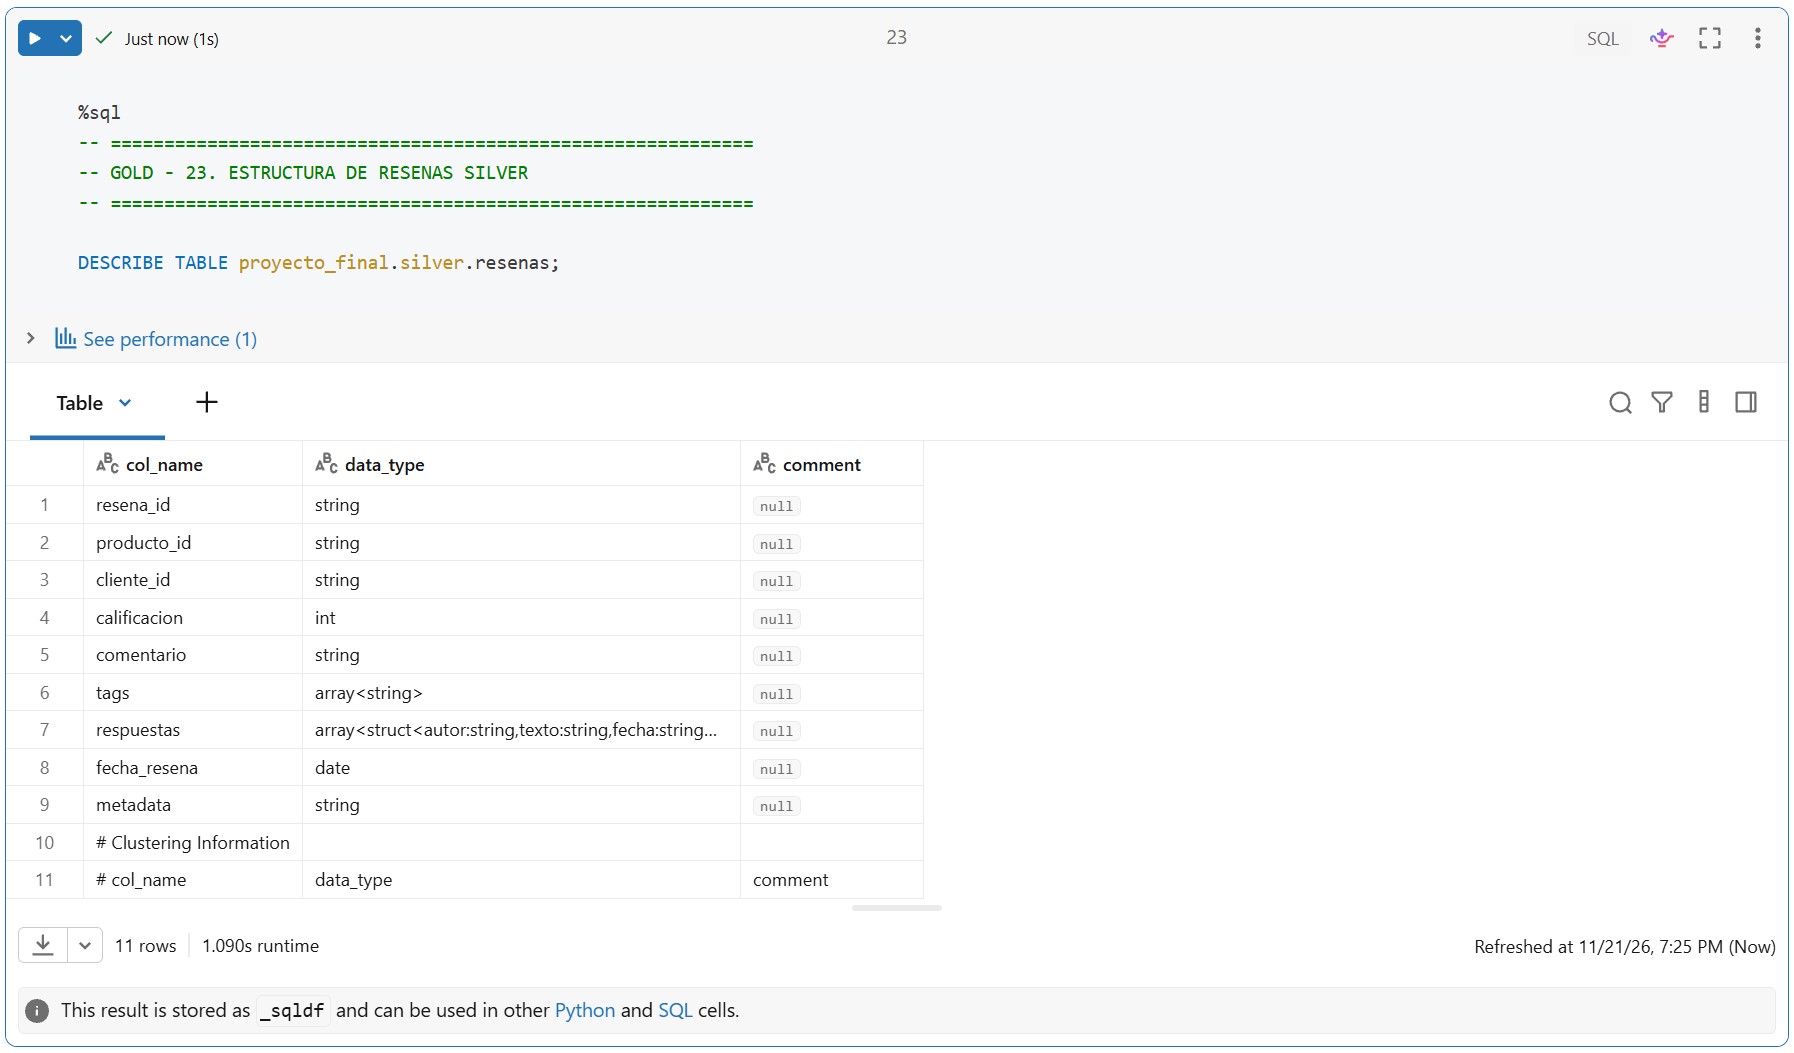 Just now (1s)
23
SQL
%sql
-- ============================================================
-- GOLD - 23. ESTRUCTURA DE RESENAS SILVER
-- ============================================================
DESCRIBE TABLE proyecto_final.silver.resenas;
See performance (1)
Table
col_name data_type comment
1 resena_id string null
2 producto_id string null
3 cliente_id string null
4 calificacion int null
5 comentario string null
6 tags array<string> null
7 respuestas array<struct<autor:string,texto:string,fecha:string... null
8 fecha_resena date null
9 metadata string null
10 # Clustering Information
11 # col_name data_type comment
11 rows 1.090s runtime
Refreshed at 11/21/26, 7:25 PM (Now)
This result is stored as _sqldf and can be used in other Python and SQL cells.